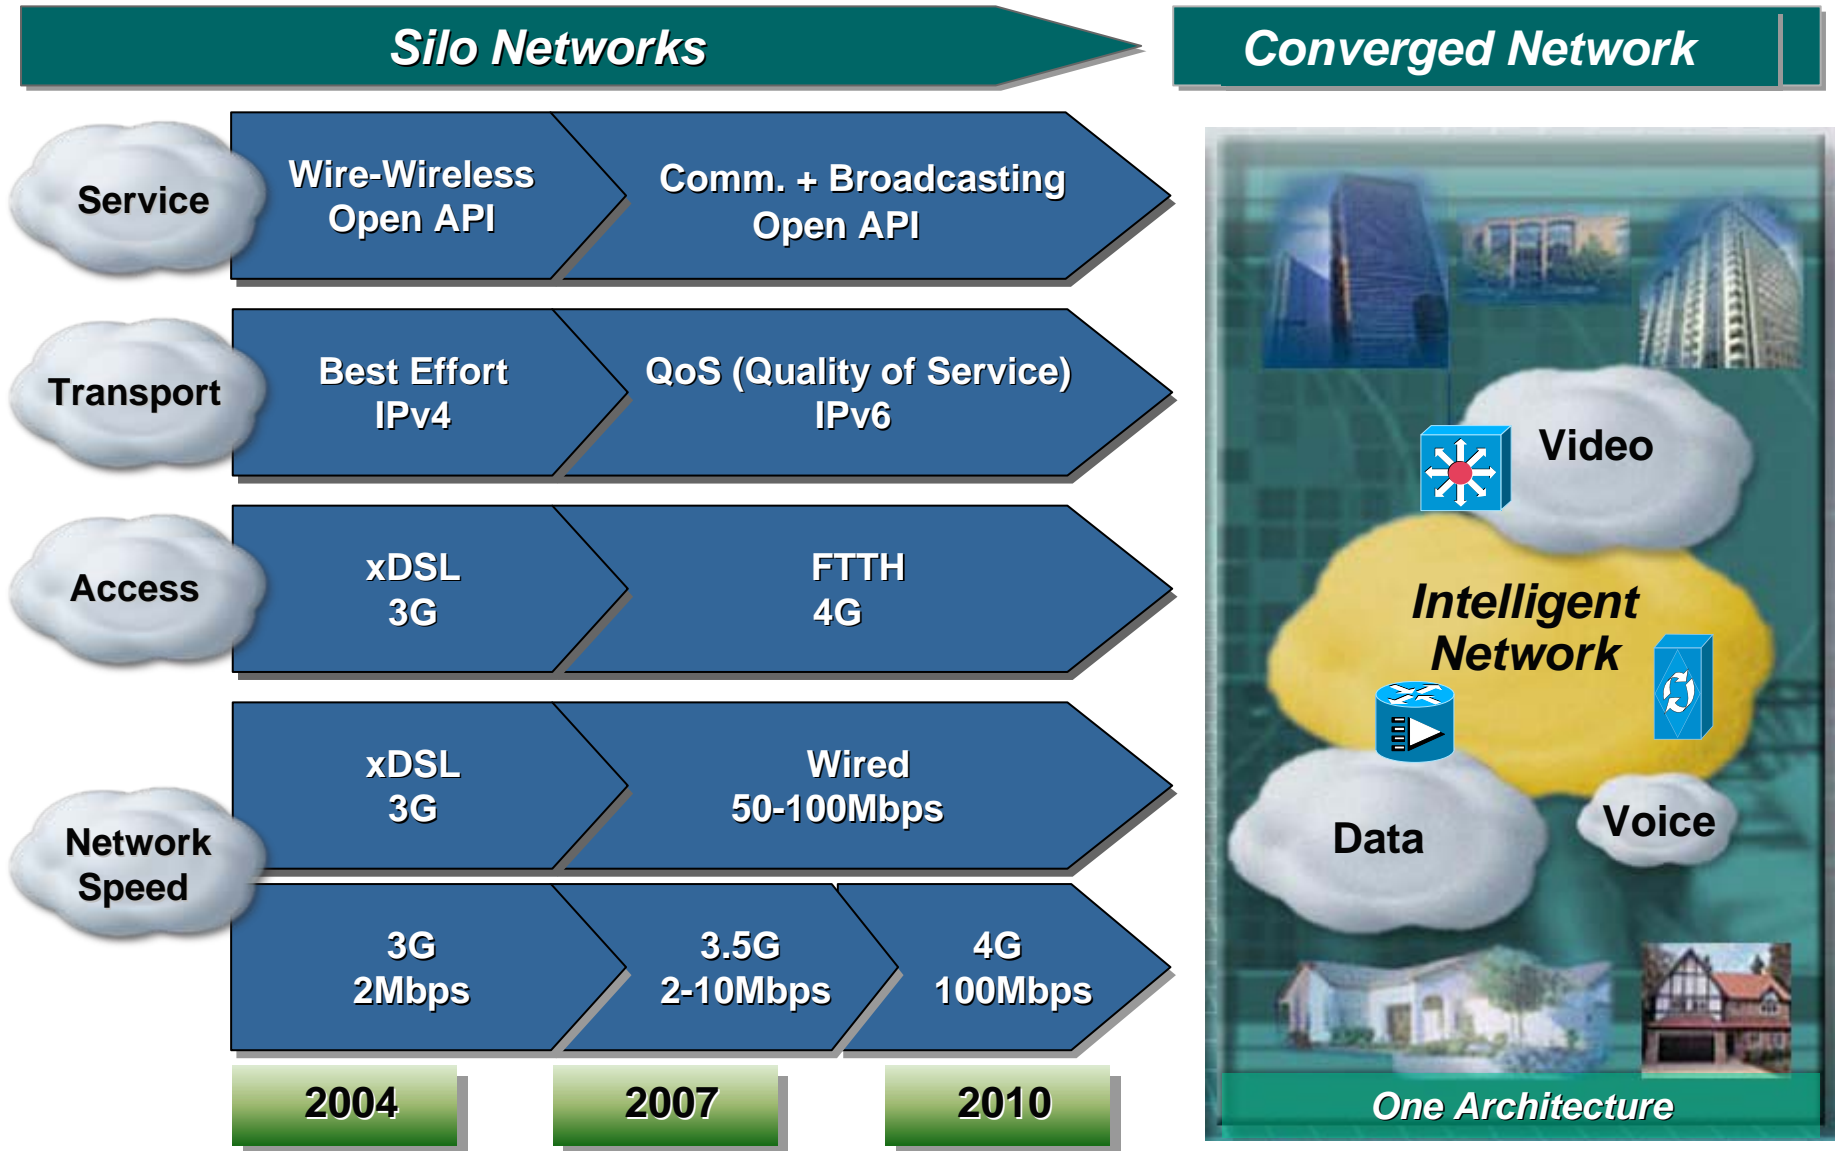 Silo Networks
Converged Network
Service
Wire-Wireless
Open API
Comm. + Broadcasting
Open API
Transport
Best Effort
IPv4
QoS (Quality of Service)
IPv6
Access
xDSL
3G
FTTH
4G
Network
Speed
xDSL
3G
Wired
50-100Mbps
3G
2Mbps
3.5G
2-10Mbps
4G
100Mbps
2004
2007
2010
Video
Intelligent
Network
Data
Voice
One Architecture